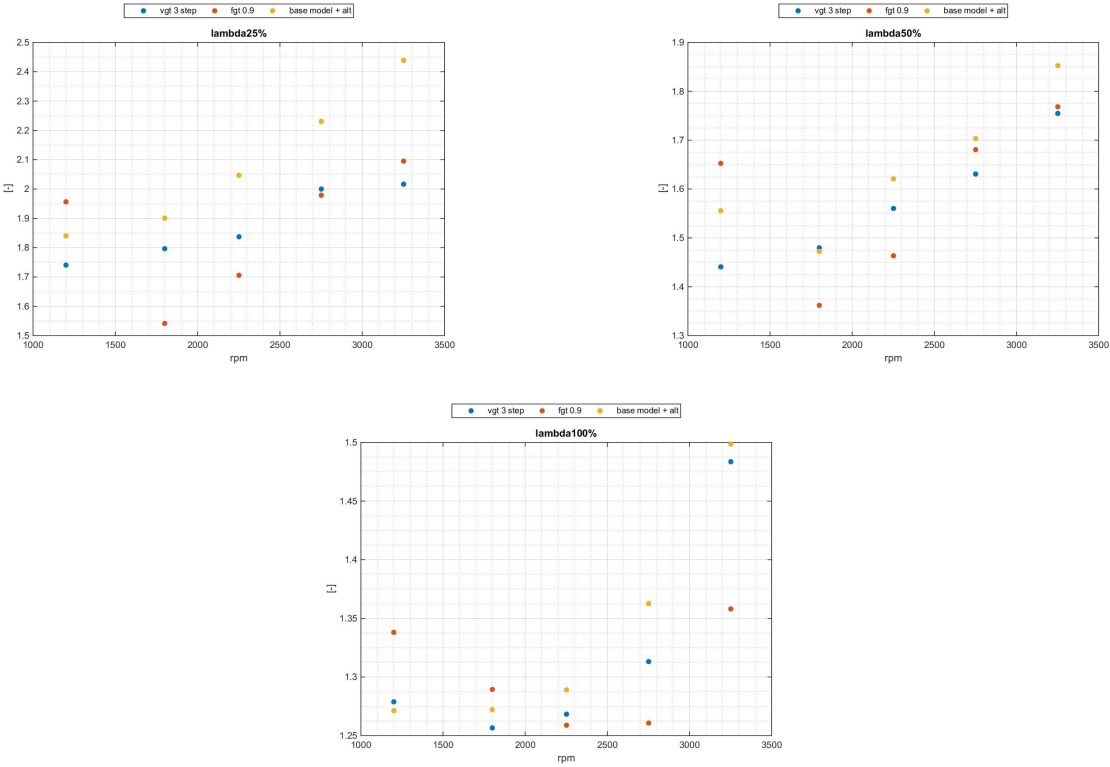 vgt 3 step fgt 0.9 base model + alt
lambda25%
2.5
2.4
2.3
2.2
2.1
2
1.9
1.8
1.7
1.6
1.5
[-]
1000 1500 2000 2500 3000 3500
rpm
vgt 3 step fgt 0.9 base model + alt
lambda50%
1.9
1.8
1.7
1.6
1.5
1.4
1.3
[-]
1000 1500 2000 2500 3000 3500
rpm
vgt 3 step fgt 0.9 base model + alt
lambda100%
1.5
1.45
1.4
1.35
1.3
1.25
[-]
1000 1500 2000 2500 3000 3500
rpm